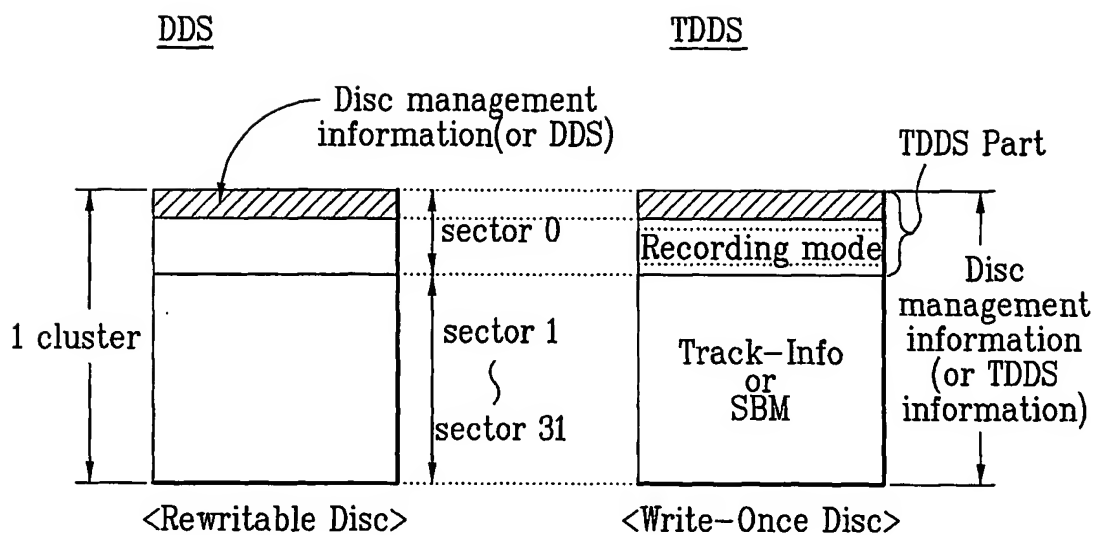 DDS
TDDS
Disc management
information(or DDS)
TDDS Part
sector 0
Recording mode
1 cluster
sector 1
sector 31
Track-Info
or
SBM
Disc
management
information
(or TDDS
information)
<Rewritable Disc>
<Write-Once Disc>